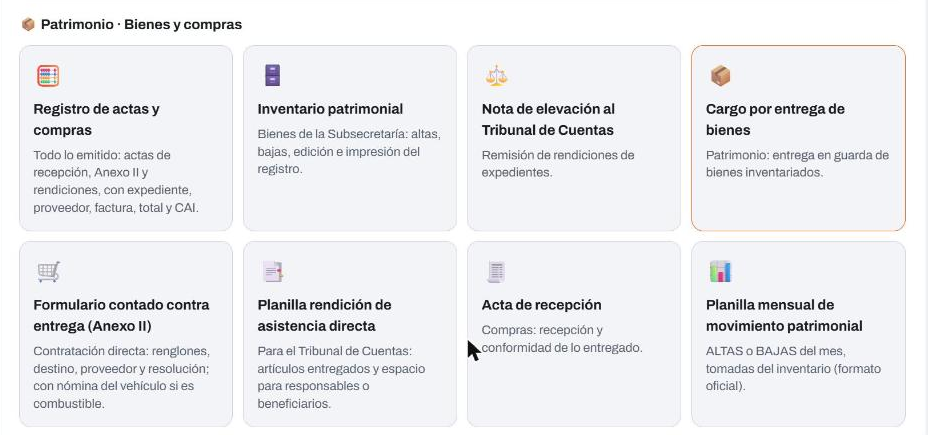 Patrimonio · Bienes y compras
Registro de actas y
compras
Todo lo emitido: actas de
recepción, Anexo II y
rendiciones, con expediente,
proveedor, factura, total y CAI.
Inventario patrimonial
Bienes de la Subsecretaría: altas,
bajas, edición e impresión del
registro.
Nota de elevación al
Tribunal de Cuentas
Remisión de rendiciones de
expedientes.
Cargo por entrega de
bienes
Patrimonio: entrega en guarda de
bienes inventariados.
Formulario contado contra
entrega (Anexo II)
Contratación directa: renglones,
destino, proveedor y resolución;
con nómina del vehículo si es
combustible.
Planilla rendición de
asistencia directa
Para el Tribunal de Cuentas:
artículos entregados y espacio
para responsables o
beneficiarios.
Acta de recepción
Compras: recepción y
conformidad de lo entregado.
Planilla mensual de
movimiento patrimonial
ALTAS o BAJAS del mes,
tomadas del inventario (formato
oficial).